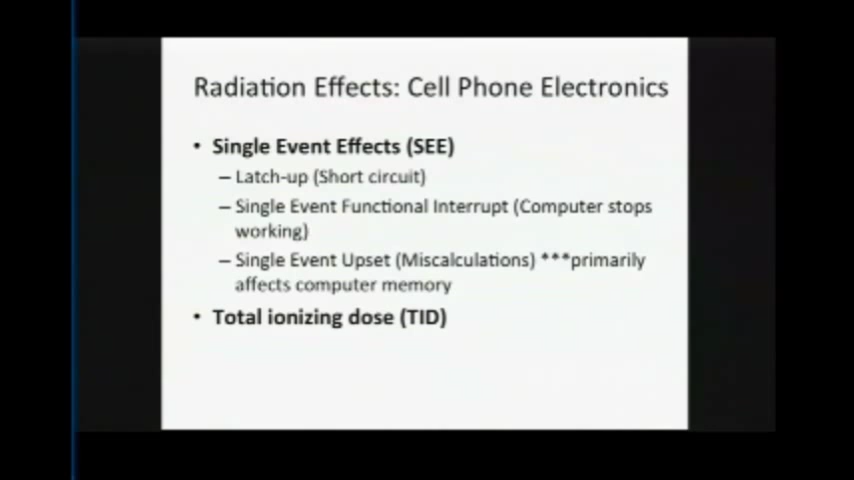 Radiation Effects: Cell Phone Electronics
• Single Event Effects (SEE)
– Latch-up (Short circuit)
– Single Event Functional Interrupt (Computer stops
working)
– Single Event Upset (Miscalculations) ***primarily
affects computer memory
• Total ionizing dose (TID)